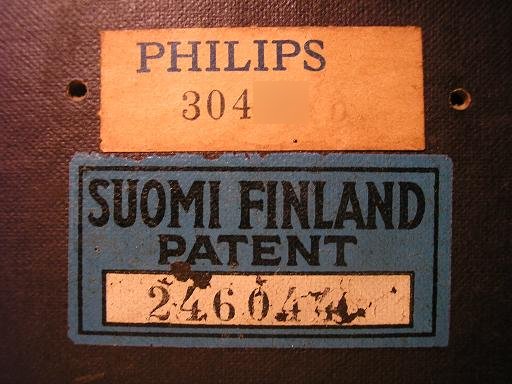 PHILIPS
304
SUOMI FINLAND
PATENT
24604